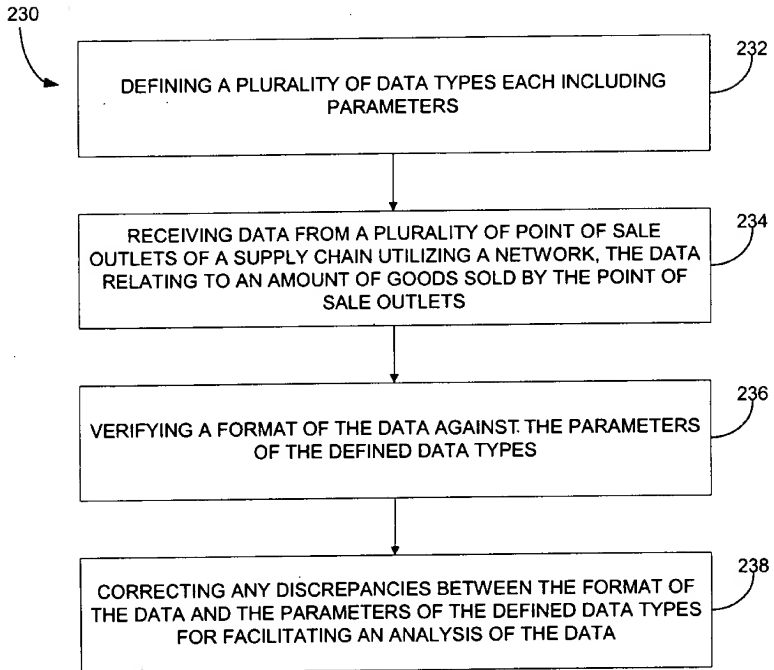 230
232
DEFINING A PLURALITY OF DATA TYPES EACH INCLUDING
PARAMETERS
234
RECEIVING DATA FROM A PLURALITY OF POINT OF SALE
OUTLETS OF A SUPPLY CHAIN UTILIZING A NETWORK, THE DATA
RELATING TO AN AMOUNT OF GOODS SOLD BY THE POINT OF
SALE OUTLETS
236
VERIFYING A FORMAT OF THE DATA AGAINST THE PARAMETERS
OF THE DEFINED DATA TYPES
238
CORRECTING ANY DISCREPANCIES BETWEEN THE FORMAT OF
THE DATA AND THE PARAMETERS OF THE DEFINED DATA TYPES
FOR FACILITATING AN ANALYSIS OF THE DATA